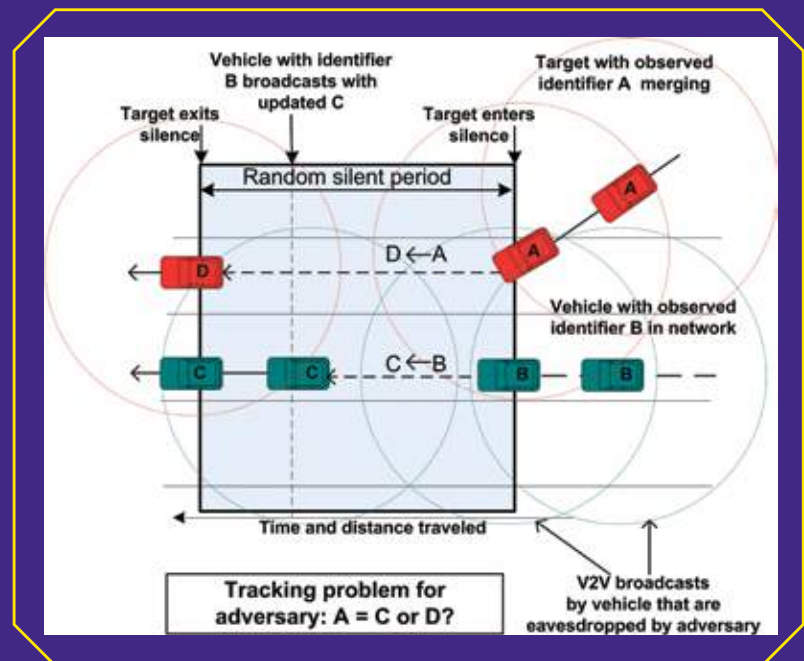 Vehicle with identifier
B broadcasts with
updated C
Target with observed
identifier A merging
Target exits
silence
Target enters
silence
Random silent period
A
A
D
D←A
Vehicle with observed
identifier B in network
C
C
C←B
B
B
Time and distance traveled
V2V broadcasts
by vehicle that are
eavesdropped by adversary
Tracking problem for
adversary: A = C or D?